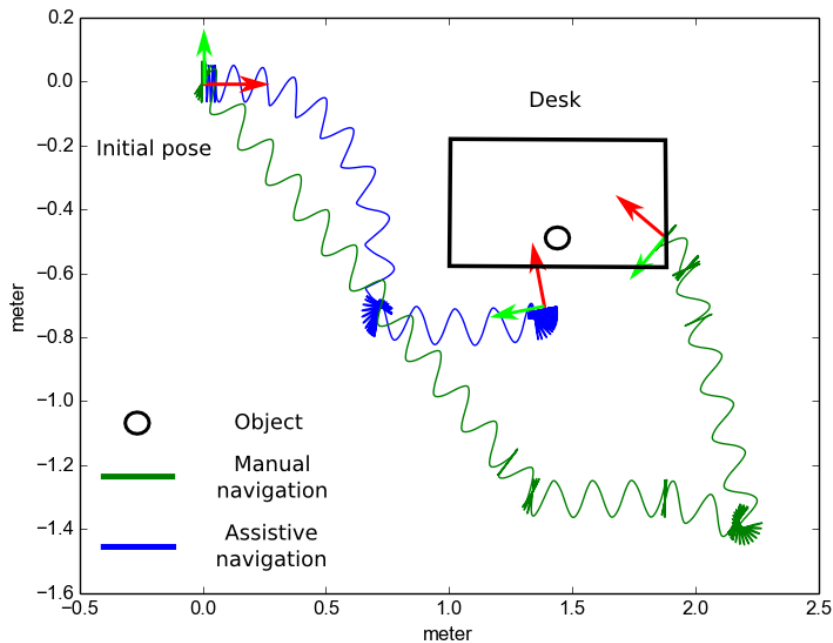 0.2
0.0
−0.2
−0.4
−0.6
−0.8
−1.0
−1.2
−1.4
−1.6
meter
Desk
Initial pose
Object
Manual
navigation
Assistive
navigation
−0.5
0.0
0.5
1.0
1.5
2.0
2.5
meter